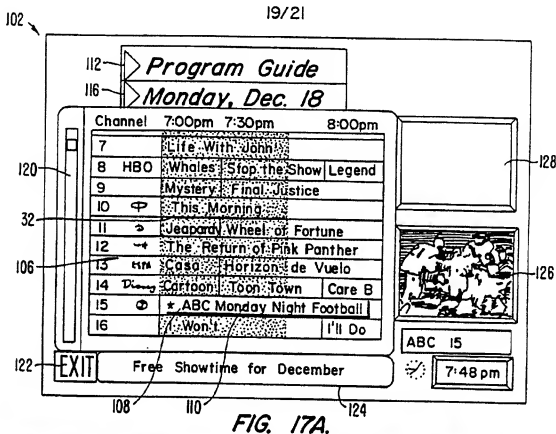 19/21
102
112
Program Guide
116
Monday, Dec. 18
Channel 7:00pm 7:30pm 8:00pm
7 Life With John
8 HBO Whales Stop the Show Legend
9 Mystery Final Justice
10 This Morning
11 Jeopardy Wheel of Fortune
12 The Return of Pink Panther
13 Casa Horizon de Vuelo
14 Disney Cartoon Toon Town Care B
15 ★ ABC Monday Night Football
16 I Won't I'll Do
120
32
106
128
126
ABC 15
7:48 pm
122
EXIT
Free Showtime for December
108
110
124
FIG. 17A.